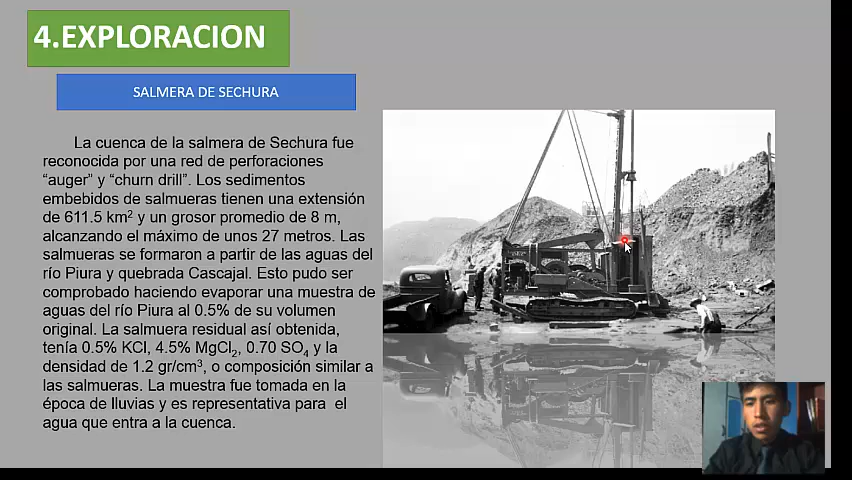 4.EXPLORACION
SALMERA DE SECHURA
La cuenca de la salmera de Sechura fue
reconocida por una red de perforaciones
“auger” y “churn drill”. Los sedimentos
embebidos de salmueras tienen una extensión
de 611.5 km² y un grosor promedio de 8 m,
alcanzando el máximo de unos 27 metros. Las
salmueras se formaron a partir de las aguas del
río Piura y quebrada Cascajal. Esto pudo ser
comprobado haciendo evaporar una muestra de
aguas del río Piura al 0.5% de su volumen
original. La salmuera residual así obtenida,
tenía 0.5% KCl, 4.5% MgCl₂, 0.70 SO₄ y la
densidad de 1.2 gr/cm³, o composición similar a
las salmueras. La muestra fue tomada en la
época de lluvias y es representativa para el
agua que entra a la cuenca.